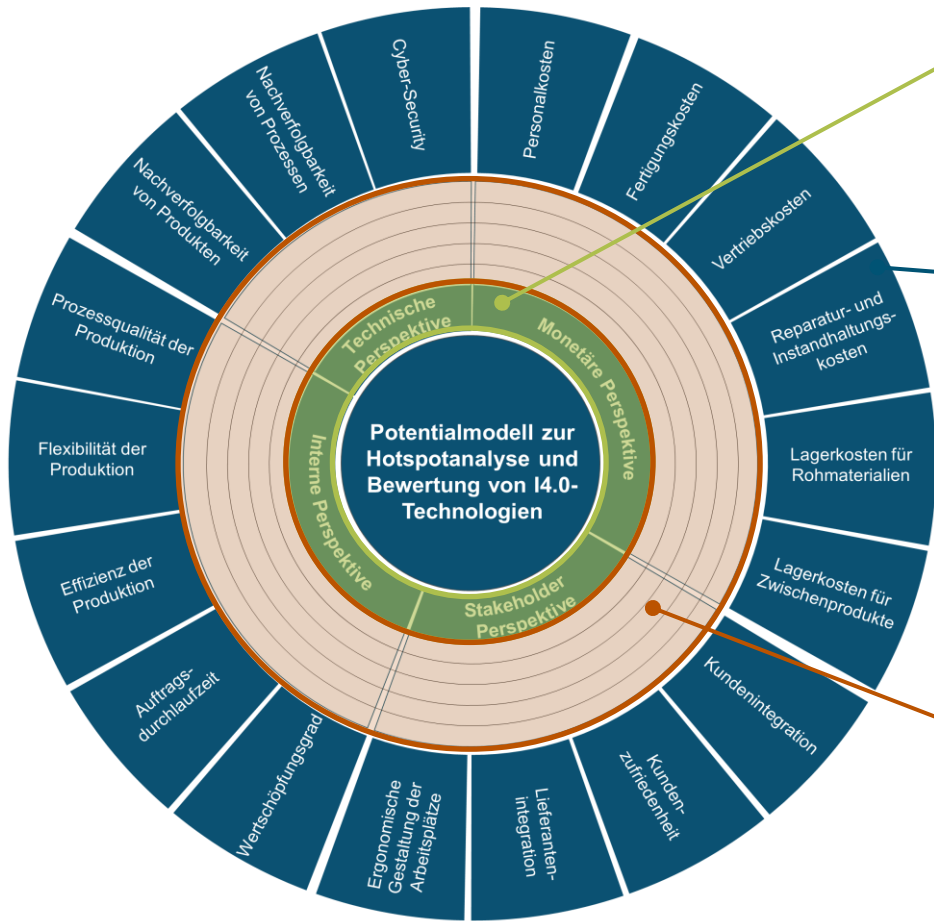 Potentialmodell zur
Hotspotanalyse und
Bewertung von I4.0-
Technologien
Technische
Perspektive
Monetäre Perspektive
Stakeholder
Perspektive
Interne Perspektive
Personalkosten
Fertigungskosten
Vertriebskosten
Reparatur- und
Instandhaltungs-
kosten
Lagerkosten für
Rohmaterialien
Lagerkosten für
Zwischenprodukte
Kundenintegration
Kunden-
zufriedenheit
Lieferanten-
integration
Ergonomische
Gestaltung der
Arbeitsplätze
Wertschöpfungsgrad
Auftrags-
durchlaufzeit
Effizienz der
Produktion
Flexibilität der
Produktion
Prozessqualität der
Produktion
Nachverfolgbarkeit
von Produkten
Nachverfolgbarkeit
von Prozessen
Cyber-Security